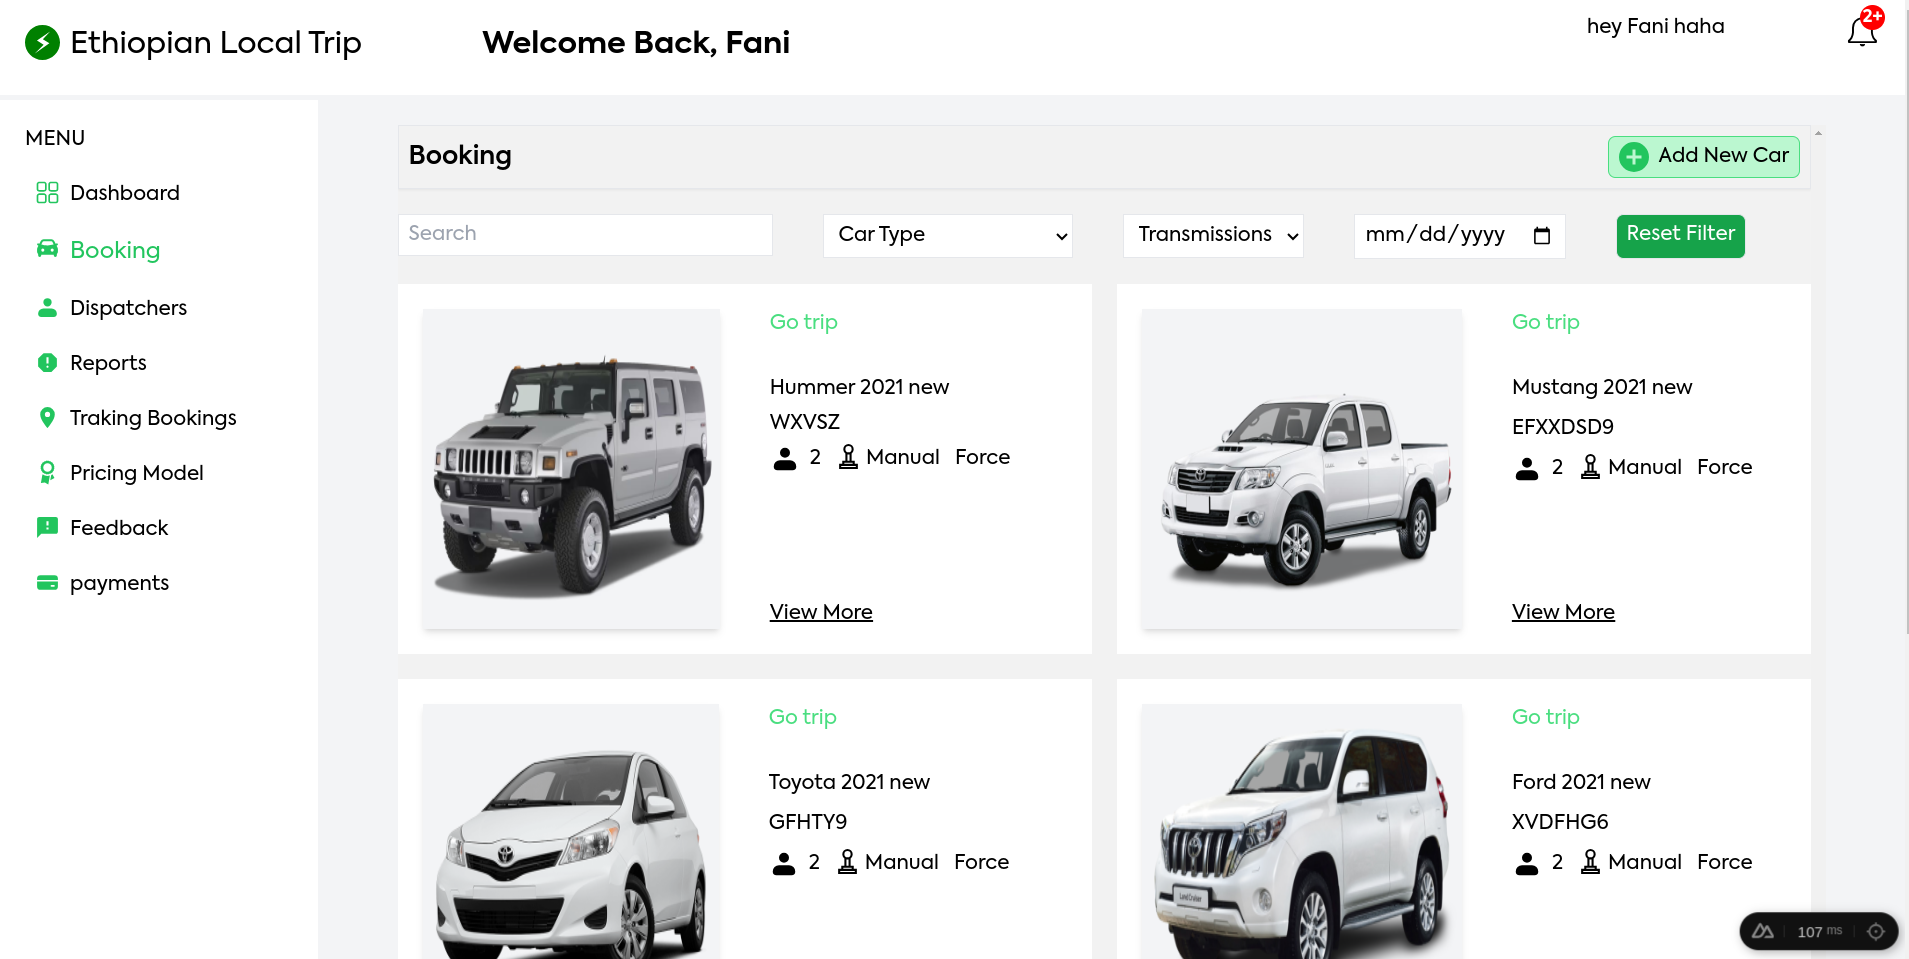 Ethiopian Local Trip
Welcome Back, Fani
hey Fani haha
2+
MENU
Dashboard
Booking
Dispatchers
Reports
Traking Bookings
Pricing Model
Feedback
payments
Booking
Add New Car
Search
Car Type
Transmissions
mm/dd/yyyy
Reset Filter
Go trip
Hummer 2021 new
WXVSZ
2 Manual Force
View More
Go trip
Mustang 2021 new
EFXXDSD9
2 Manual Force
View More
Go trip
Toyota 2021 new
GFHTY9
2 Manual Force
Go trip
Ford 2021 new
XVDFHG6
2 Manual Force
Land Cruiser
107 ms